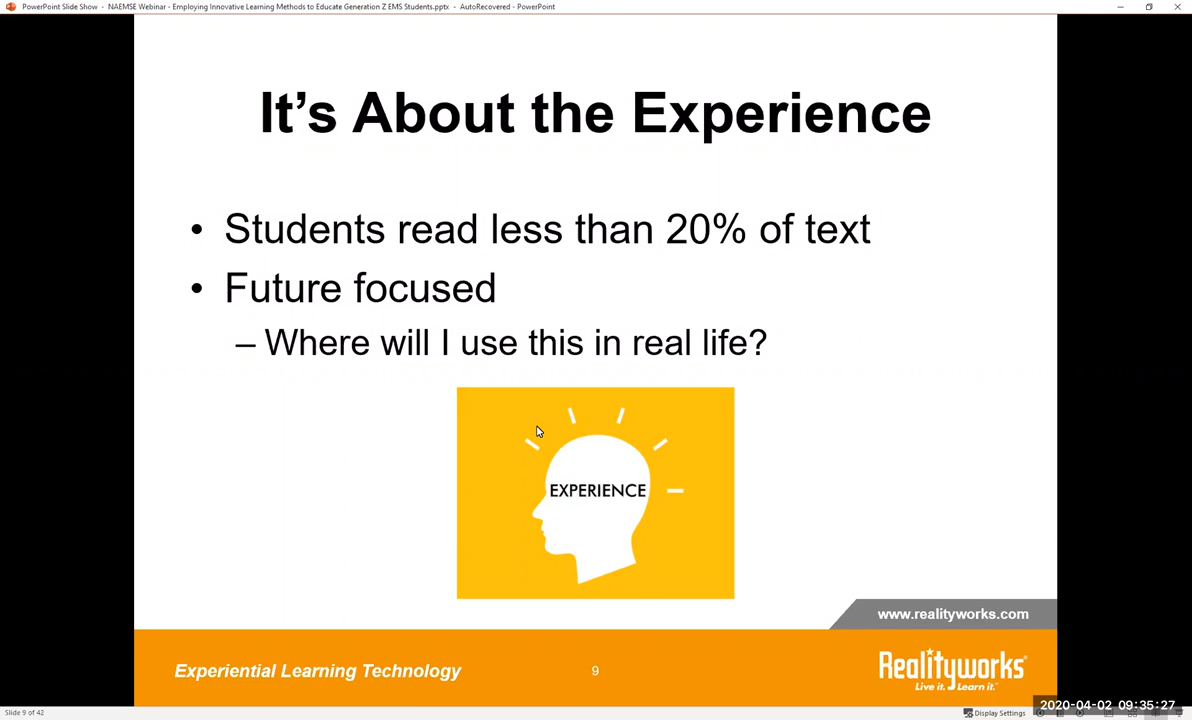 PowerPoint Slide Show - NAEMSE Webinar - Employing Innovative Learning Methods to Educate Generation Z EMS Students.pptx - AutoRecovered - PowerPoint
It's About the Experience
• Students read less than 20% of text
• Future focused
– Where will I use this in real life?
EXPERIENCE
www.realityworks.com
Experiential Learning Technology
9
Realityworks
Live it. Learn it.™
2020-04-02 09:35:27
Slide 9 of 42
Display Settings